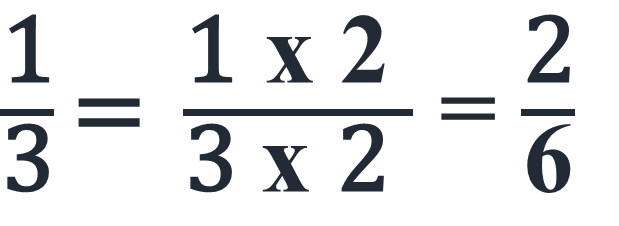 1/3 = 1 x 2/3 x 2 = 2/6